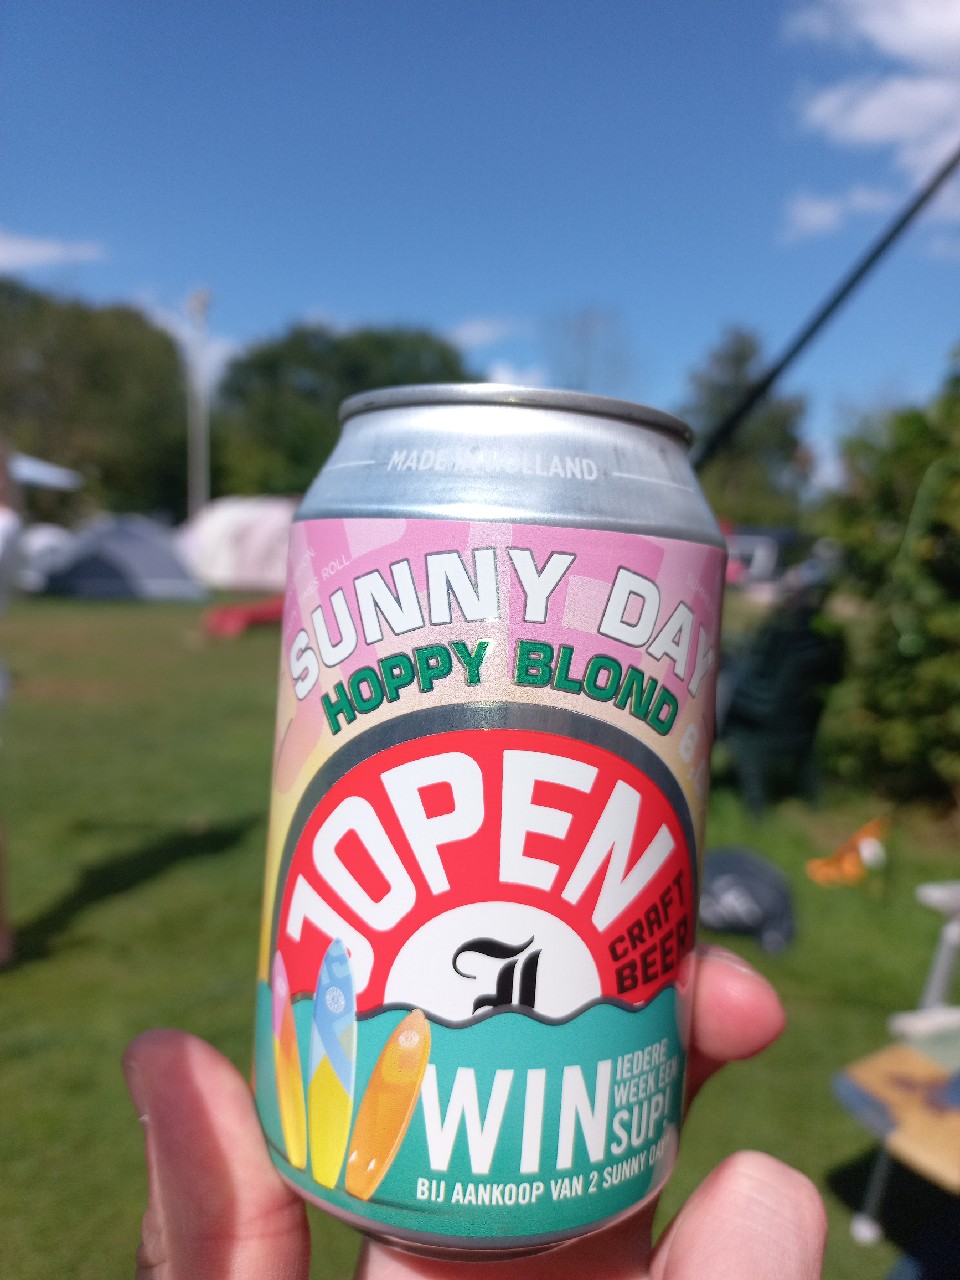 MADE IN HOLLAND
SUNNY DAY
HOPPY BLOND
JOPEN
CRAFT
BEER
J
WIN
IEDERE
WEEK EEN
SUP!
BIJ AANKOOP VAN 2 SUNNY DAY